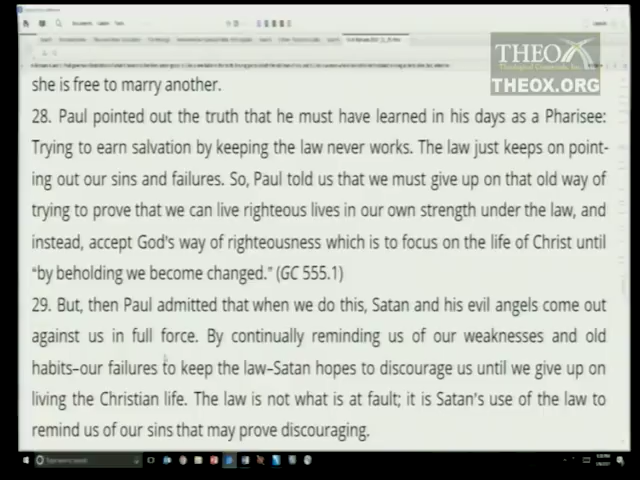 THEOX
THEOX.ORG
she is free to marry another.
28. Paul pointed out the truth that he must have learned in his days as a Pharisee:
Trying to earn salvation by keeping the law never works. The law just keeps on point-
ing out our sins and failures. So, Paul told us that we must give up on that old way of
trying to prove that we can live righteous lives in our own strength under the law, and
instead, accept God's way of righteousness which is to focus on the life of Christ until
“by beholding we become changed.” (GC 555.1)
29. But, then Paul admitted that when we do this, Satan and his evil angels come out
against us in full force. By continually reminding us of our weaknesses and old
habits–our failures to keep the law–Satan hopes to discourage us until we give up on
living the Christian life. The law is not what is at fault; it is Satan's use of the law to
remind us of our sins that may prove discouraging.